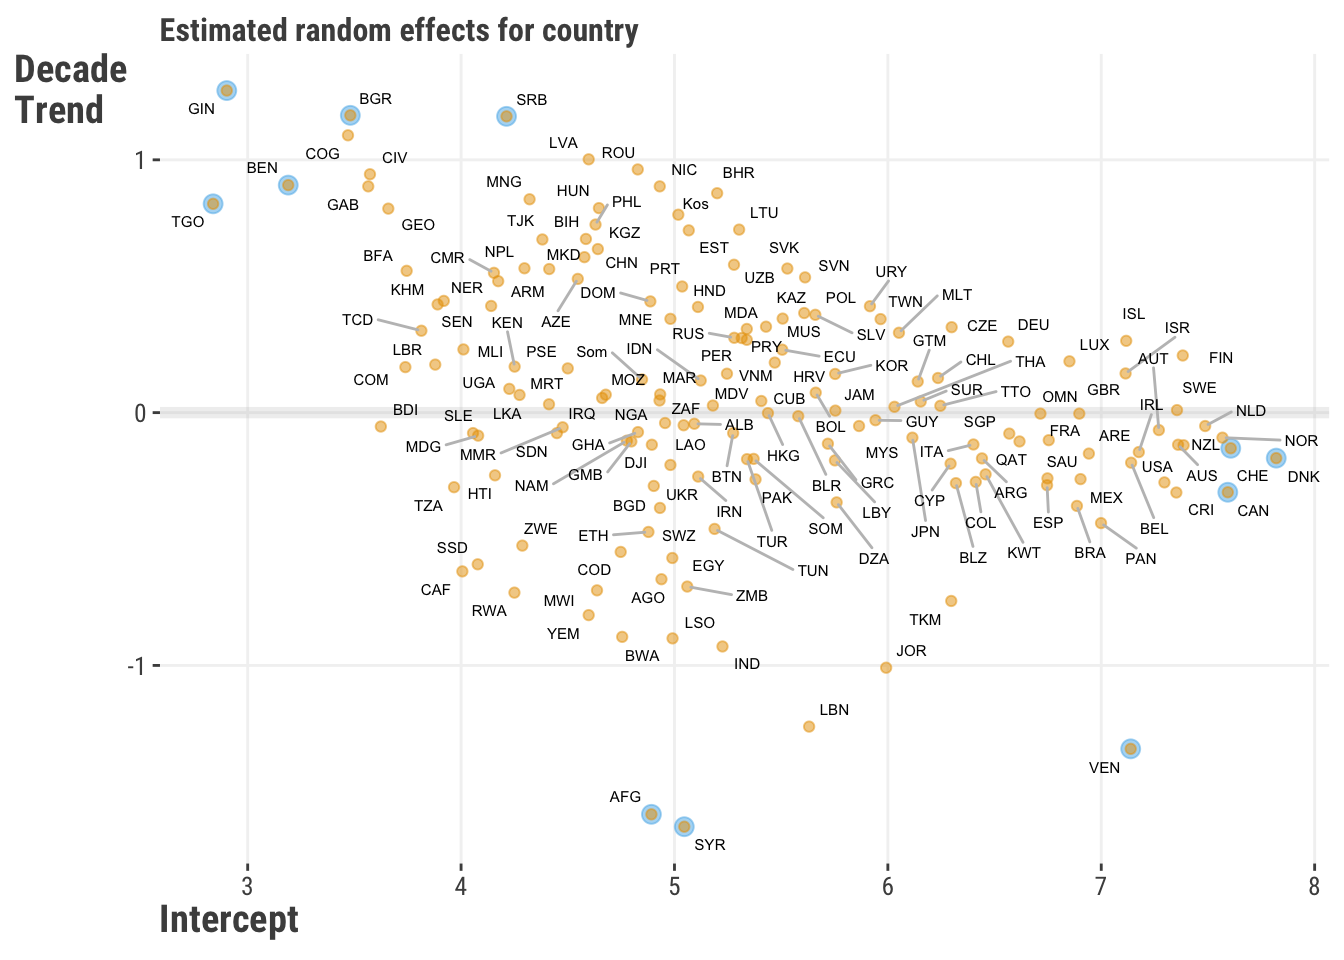 Estimated random effects for country
Decade
Trend
GIN
BGR
SRB
COG
CIV
LVA
ROU
BEN
NIC
BHR
MNG
HUN
PHL
Kos
GAB
LTU
TGO
GEO
TJK
BIH
KGZ
EST
SVK
BFA
CMR
NPL
MKD
CHN
PRT
UZB
SVN
URY
KHM
NER
ARM
DOM
HND
KAZ
POL
TWN
MLT
TCD
SEN
KEN
AZE
MNE
MDA
MUS
SLV
CZE
DEU
ISL
ISR
RUS
GTM
LUX
AUT
FIN
LBR
MLI
PSE
Som
IDN
PER
PRY
ECU
CHL
THA
COM
UGA
MRT
MOZ
MAR
VNM
HRV
KOR
SUR
TTO
GBR
SWE
MDV
CUB
JAM
OMN
IRL
NLD
BDI
SLE
LKA
IRQ
NGA
ZAF
ALB
BOL
GUY
SGP
FRA
ARE
NOR
MDG
MMR
SDN
GHA
LAO
HKG
MYS
ITA
QAT
SAU
USA
NZL
AUS
CHE
DNK
TZA
HTI
NAM
GMB
DJI
BTN
PAK
BLR
GRC
CYP
ARG
MEX
CRI
CAN
BGD
UKR
IRN
LBY
COL
ESP
BEL
SSD
ZWE
ETH
SWZ
TUR
SOM
JPN
KWT
BRA
PAN
CAF
COD
EGY
TUN
DZA
BLZ
RWA
MWI
AGO
ZMB
TKM
YEM
LSO
BWA
IND
JOR
LBN
VEN
AFG
SYR
1
0
-1
3
4
5
6
7
8
Intercept